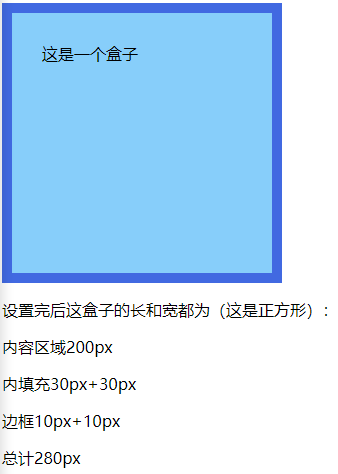 这是一个盒子
设置完后这盒子的长和宽都为（这是正方形）：
内容区域200px
内填充30px+30px
边框10px+10px
总计280px